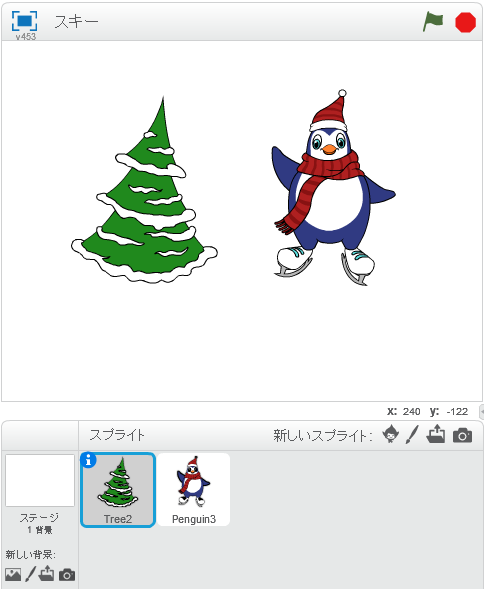 スキー
v453
x: 240 y: -122
スプライト
新しいスプライト:
Tree2
Penguin3
ステージ
1 背景
新しい背景: